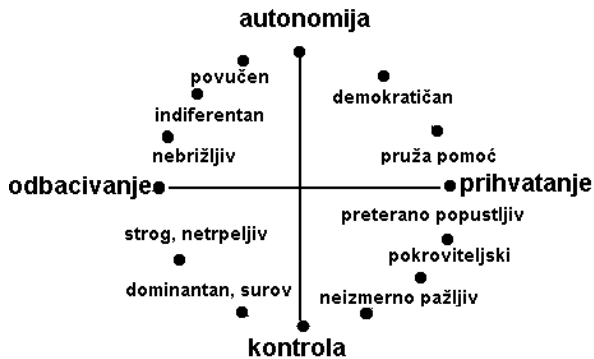 autonomija
povučen
demokratičan
indiferentan
nebrižljiv
pruža pomoć
odbacivanje
prihvatanje
preterano popustljiv
strog, netrpeljiv
pokroviteljski
dominantan, surov
neizmerno pažljiv
kontrola